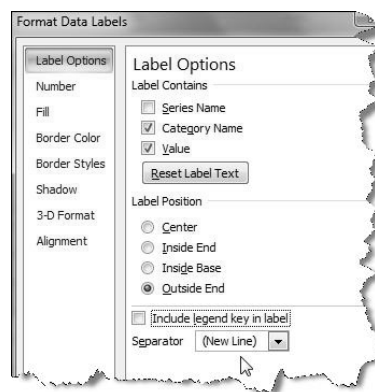 Format Data Labels
Label Options
Number
Fill
Border Color
Border Styles
Shadow
3-D Format
Alignment
Label Options
Label Contains
Series Name
Category Name
Value
Reset Label Text
Label Position
Center
Inside End
Inside Base
Outside End
Include legend key in label
Separator (New Line)